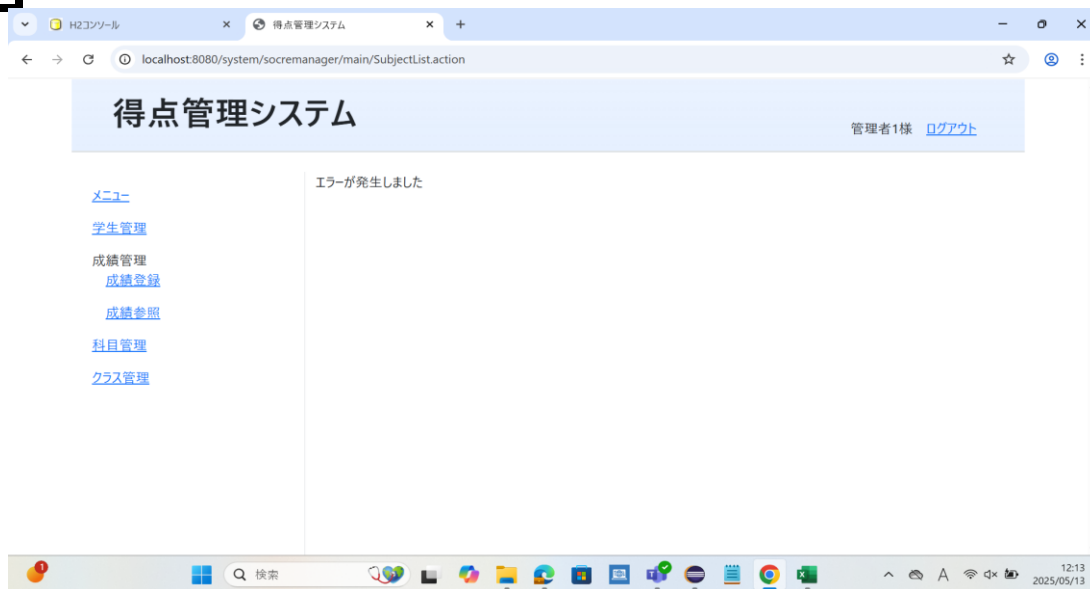 H2コンソール
得点管理システム
localhost:8080/system/socremanager/main/SubjectList.action
得点管理システム
管理者1様 ログアウト
エラーが発生しました
メニュー
学生管理
成績管理
成績登録
成績参照
科目管理
クラス管理
1
検索
A
12:13
2025/05/13